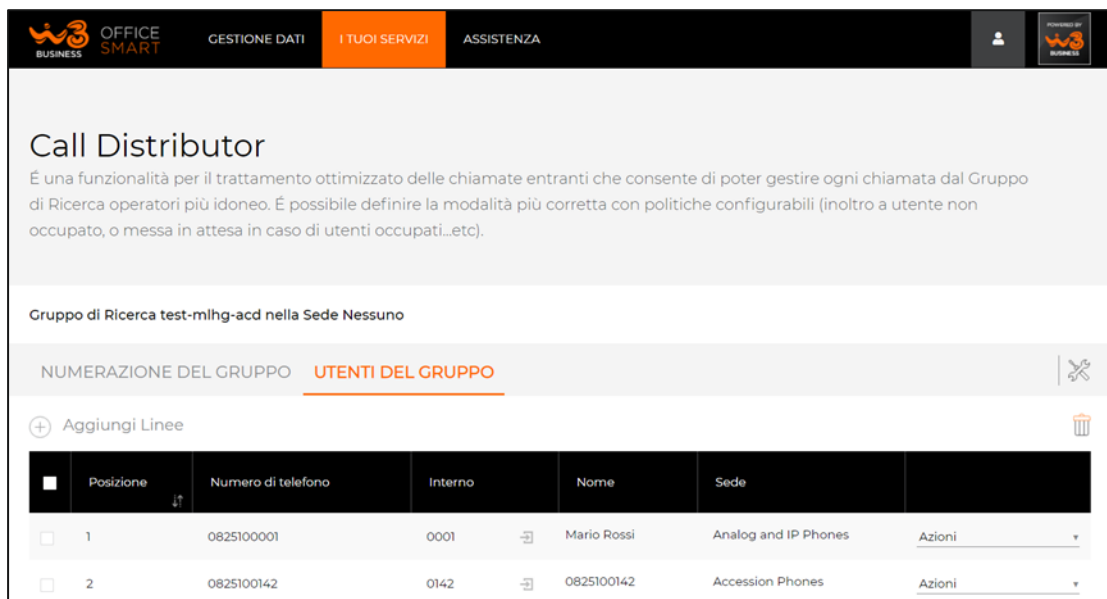 W3 BUSINESS OFFICE SMART GESTIONE DATI I TUOI SERVIZI ASSISTENZA POWERED BY W3 BUSINESS
Call Distributor
É una funzionalità per il trattamento ottimizzato delle chiamate entranti che consente di poter gestire ogni chiamata dal Gruppo
di Ricerca operatori più idoneo. É possibile definire la modalità più corretta con politiche configurabili (inoltro a utente non
occupato, o messa in attesa in caso di utenti occupati...etc).
Gruppo di Ricerca test-mlhg-acd nella Sede Nessuno
NUMERAZIONE DEL GRUPPO UTENTI DEL GRUPPO
Aggiungi Linee
Posizione Numero di telefono Interno Nome Sede
1 0825100001 0001 Mario Rossi Analog and IP Phones Azioni
2 0825100142 0142 0825100142 Accession Phones Azioni